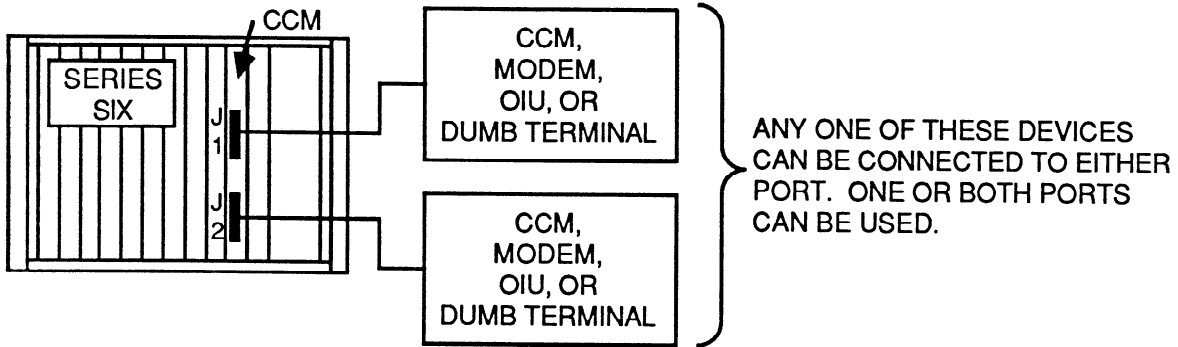 CCM
SERIES
SIX
J
1
J
2
CCM,
MODEM,
OIU, OR
DUMB TERMINAL
CCM,
MODEM,
OIU, OR
DUMB TERMINAL
ANY ONE OF THESE DEVICES
CAN BE CONNECTED TO EITHER
PORT. ONE OR BOTH PORTS
CAN BE USED.